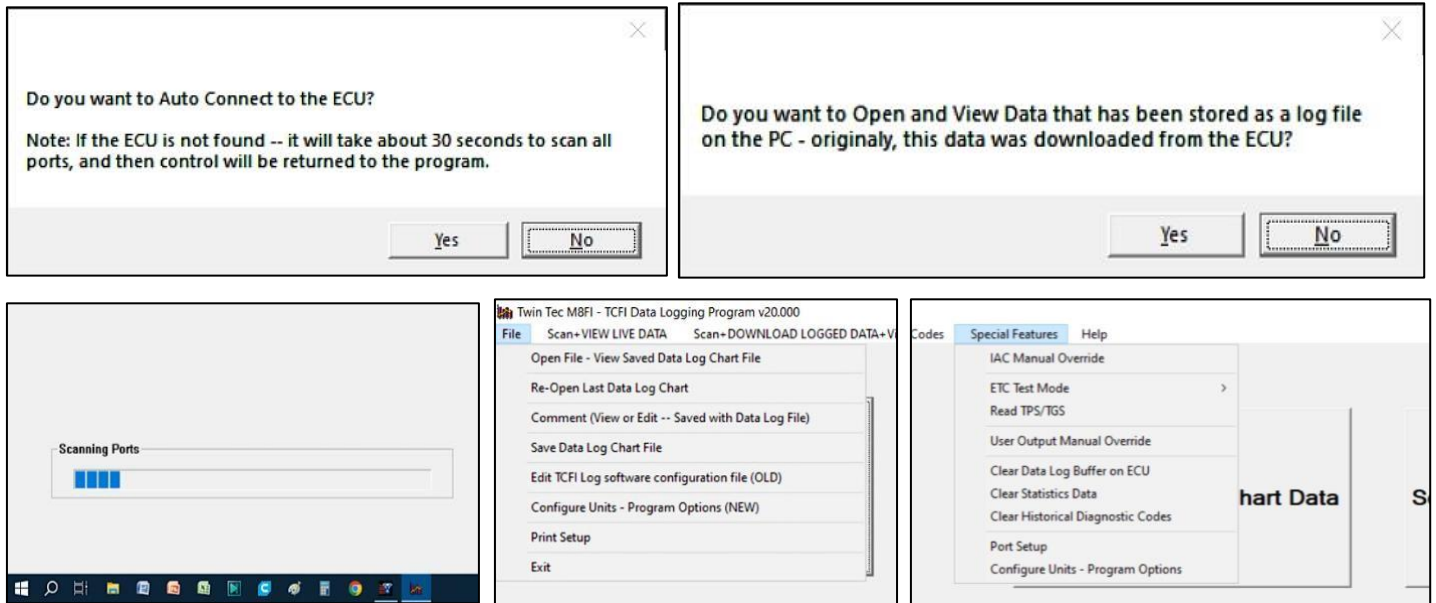 Do you want to Auto Connect to the ECU?
Note: If the ECU is not found -- it will take about 30 seconds to scan all
ports, and then control will be returned to the program.
Yes
No
Do you want to Open and View Data that has been stored as a log file
on the PC - originaly, this data was downloaded from the ECU?
Yes
No
Scanning Ports
Twin Tec M8FI - TCFI Data Logging Program v20.000
File Scan+VIEW LIVE DATA Scan+DOWNLOAD LOGGED DATA+Vi
Open File - View Saved Data Log Chart File
Re-Open Last Data Log Chart
Comment (View or Edit -- Saved with Data Log File)
Save Data Log Chart File
Edit TCFI Log software configuration file (OLD)
Configure Units - Program Options (NEW)
Print Setup
Exit
Codes Special Features Help
IAC Manual Override
ETC Test Mode
Read TPS/TGS
User Output Manual Override
Clear Data Log Buffer on ECU
Clear Statistics Data
Clear Historical Diagnostic Codes
Port Setup
Configure Units - Program Options
hart Data
S